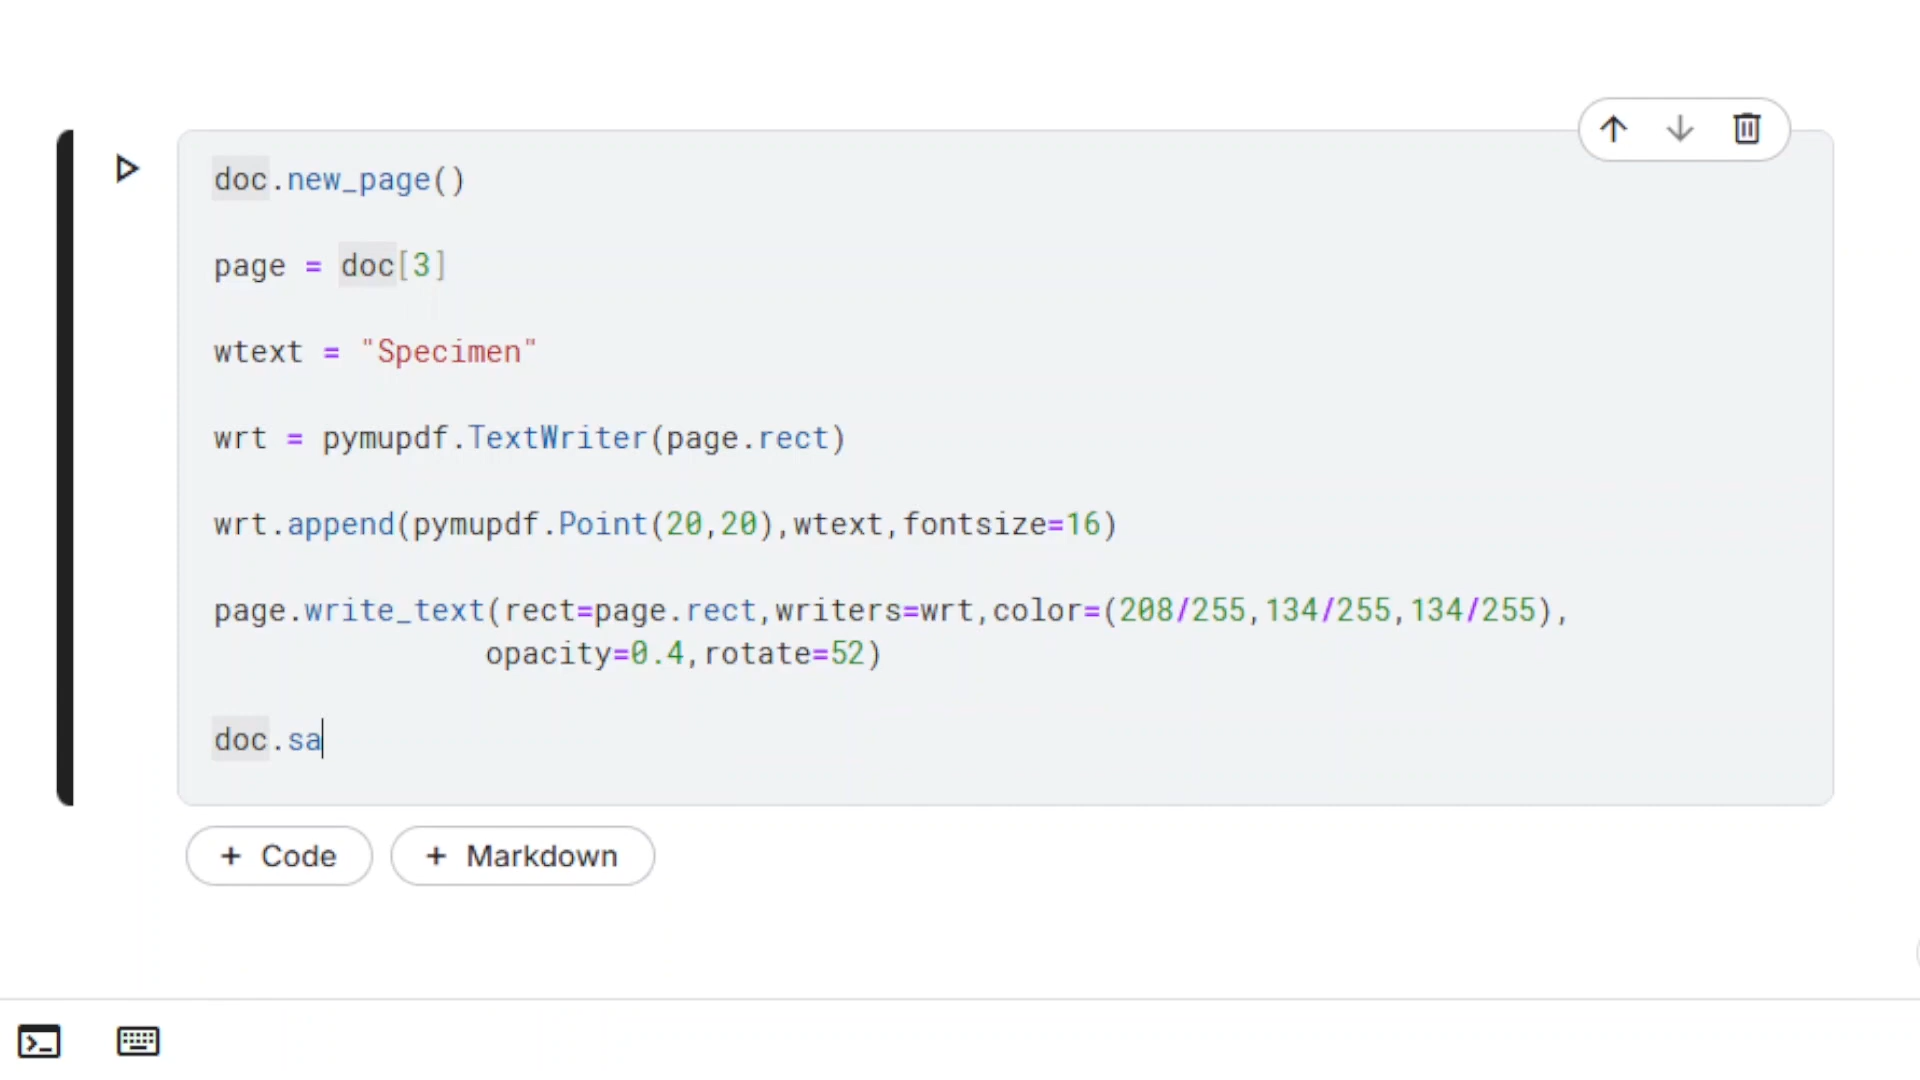 doc.new_page()
page = doc[3]
wtext = "Specimen"
wrt = pymupdf.TextWriter(page.rect)
wrt.append(pymupdf.Point(20,20),wtext,fontsize=16)
page.write_text(rect=page.rect,writers=wrt,color=(208/255,134/255,134/255),
opacity=0.4,rotate=52)
doc.sa
+ Code + Markdown